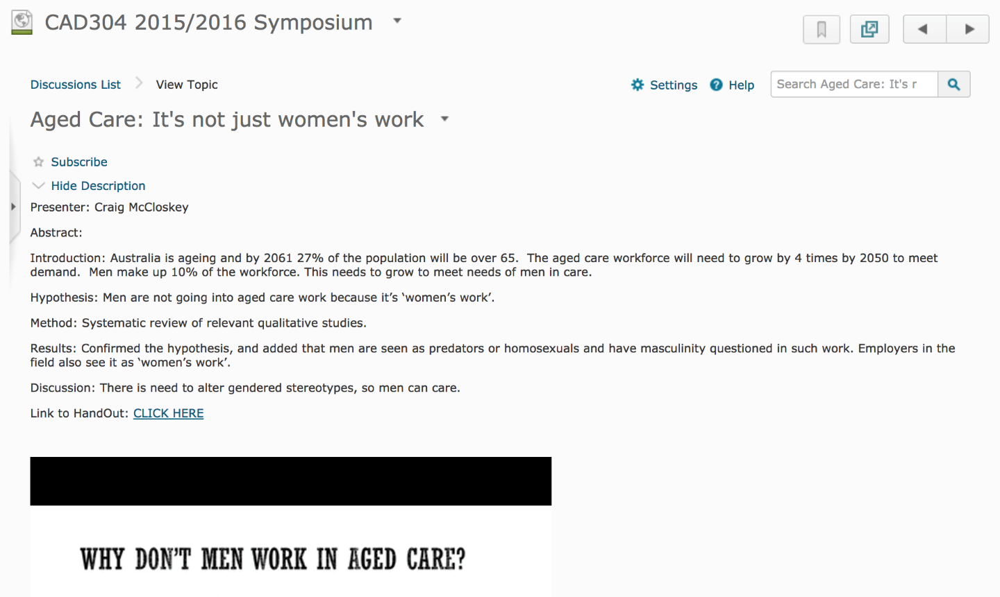 CAD304 2015/2016 Symposium
Discussions List View Topic
Settings Help Search Aged Care: It's r
Aged Care: It's not just women's work
Subscribe
Hide Description
Presenter: Craig McCloskey
Abstract:
Introduction: Australia is ageing and by 2061 27% of the population will be over 65.  The aged care workforce will need to grow by 4 times by 2050 to meet
demand.  Men make up 10% of the workforce. This needs to grow to meet needs of men in care.
Hypothesis: Men are not going into aged care work because it’s ‘women’s work’.
Method: Systematic review of relevant qualitative studies.
Results: Confirmed the hypothesis, and added that men are seen as predators or homosexuals and have masculinity questioned in such work. Employers in the
field also see it as ‘women’s work’.
Discussion: There is need to alter gendered stereotypes, so men can care.
Link to HandOut: CLICK HERE
WHY DON'T MEN WORK IN AGED CARE?